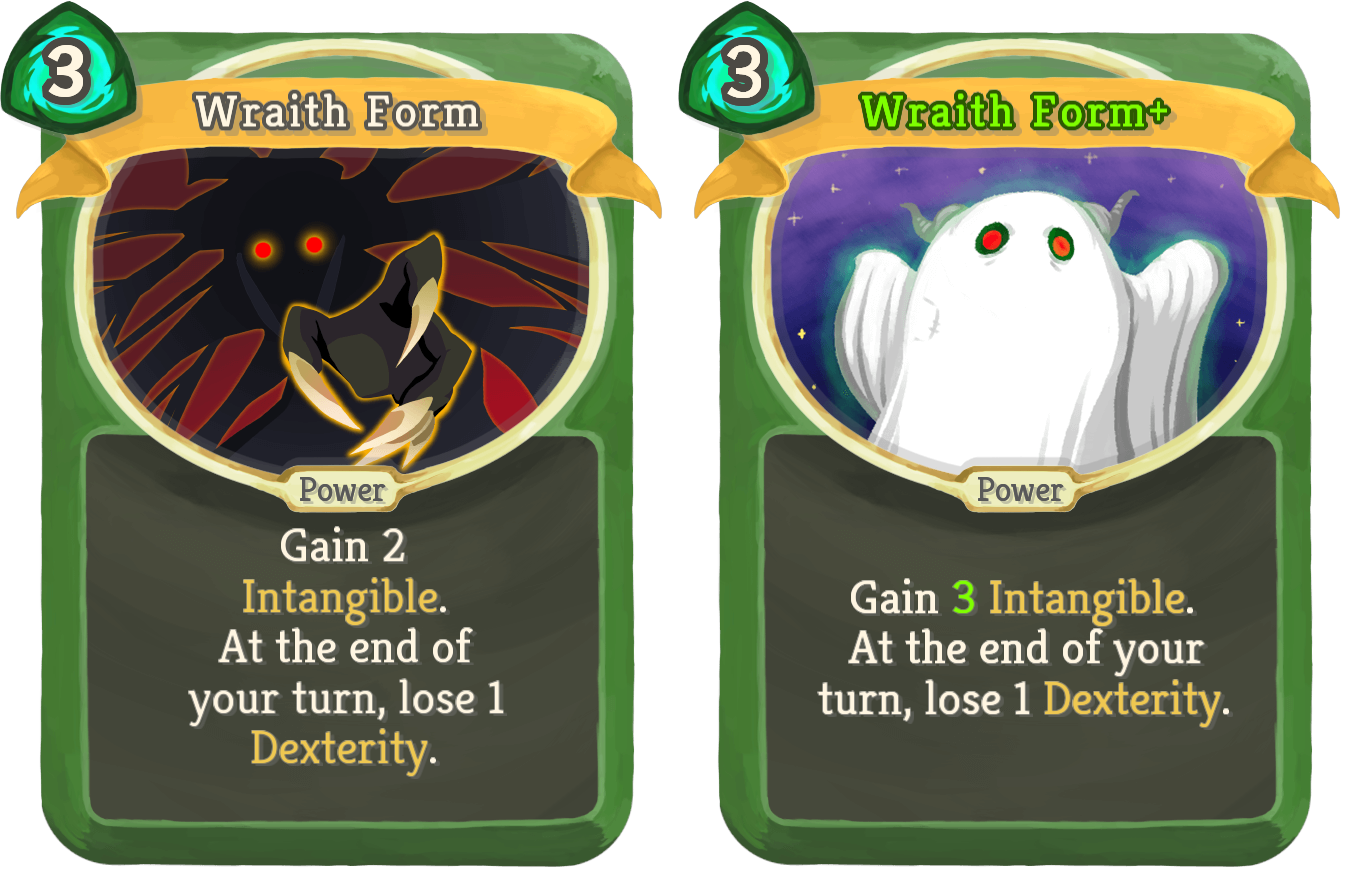 3
Wraith Form
Power
Gain 2
Intangible.
At the end of
your turn, lose 1
Dexterity.
3
Wraith Form+
Power
Gain 3 Intangible.
At the end of your
turn, lose 1 Dexterity.